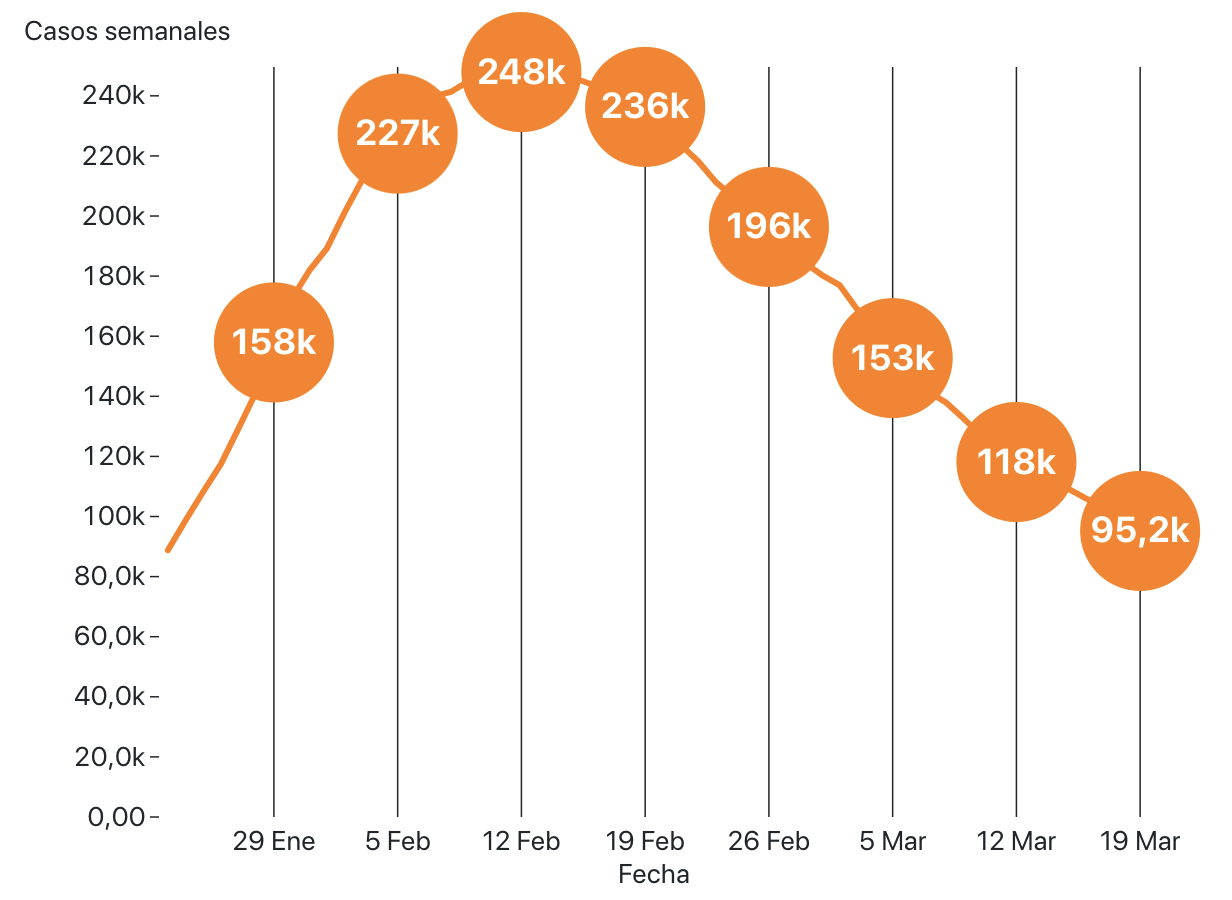 Casos semanales
240k
220k
200k
180k
160k
140k
120k
100k
80,0k
60,0k
40,0k
20,0k
0,00
158k
227k
248k
236k
196k
153k
118k
95,2k
29 Ene
5 Feb
12 Feb
19 Feb
26 Feb
5 Mar
12 Mar
19 Mar
Fecha